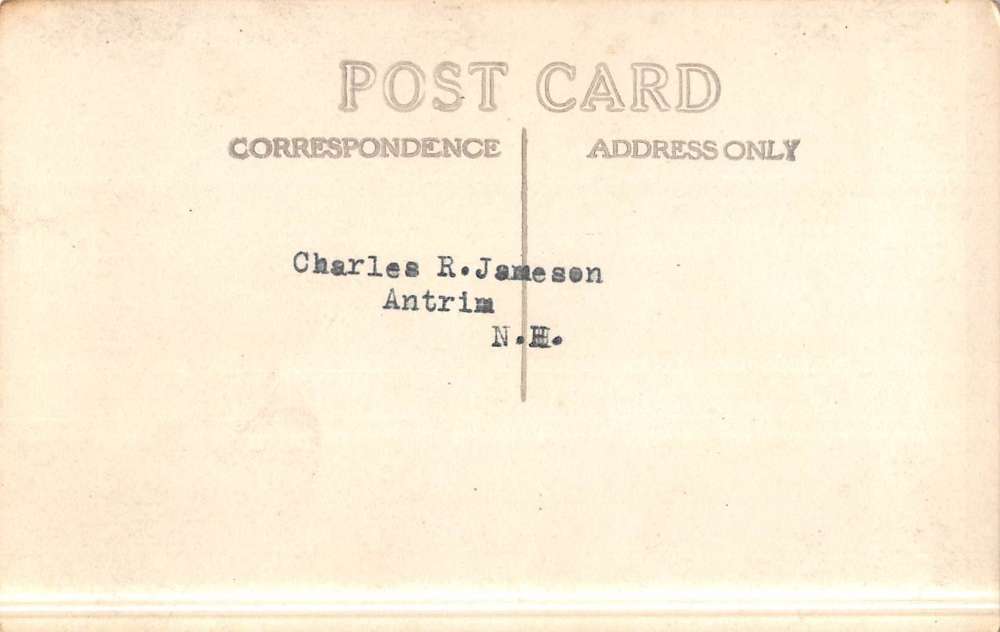 POST CARD
CORRESPONDENCE
ADDRESS ONLY
Charles R.Jameson
Antrim
N.H.